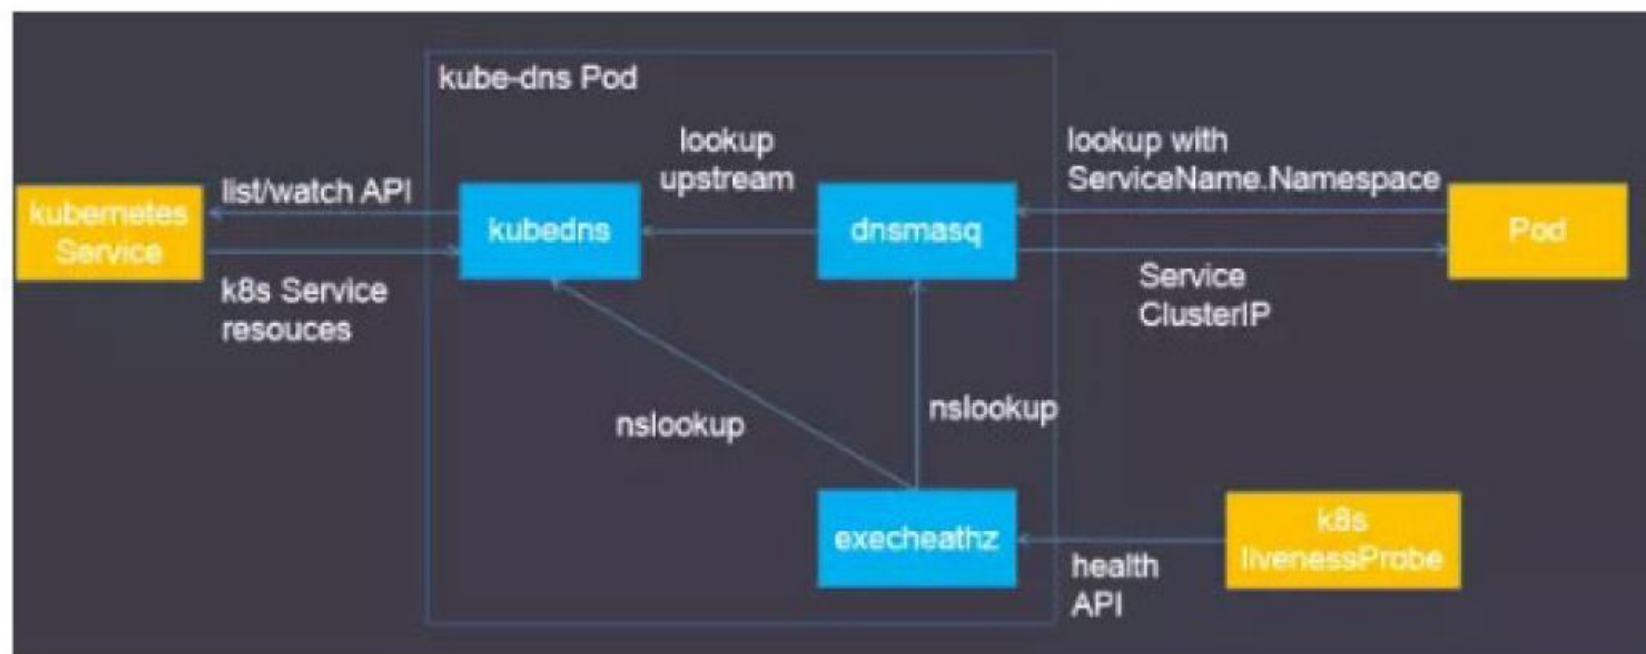 kube-dns Pod
lookup
upstream
lookup with
ServiceName.Namespace
list/watch API
kubernetes
Service
kubedns
dnsmasq
Pod
k8s Service
resouces
Service
ClusterIP
nslookup
nslookup
execheathz
k8s
livenessProbe
health
API